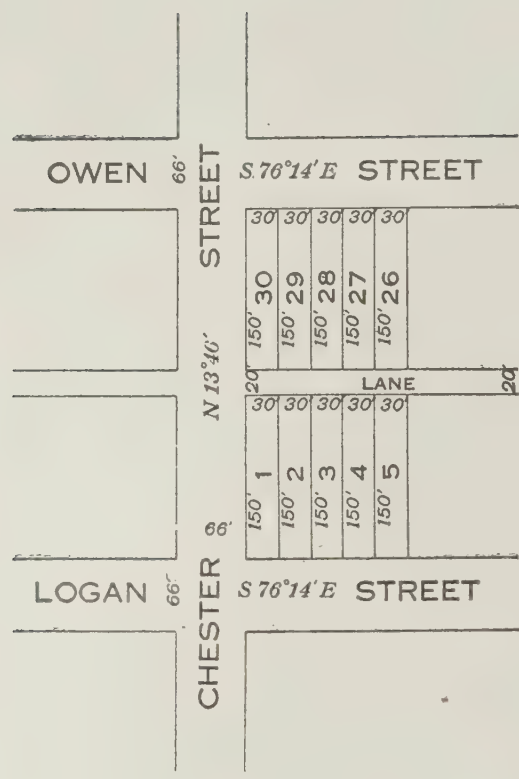 OWEN 66' S. 76°14' E STREET
STREET
30' 30' 30' 30' 30'
150' 30 150' 29 150' 28 150' 27 150' 26
N 13°46'
20' LANE 20'
30' 30' 30' 30' 30'
150' 1 150' 2 150' 3 150' 4 150' 5
66'
LOGAN 66' S 76°14' E STREET
CHESTER